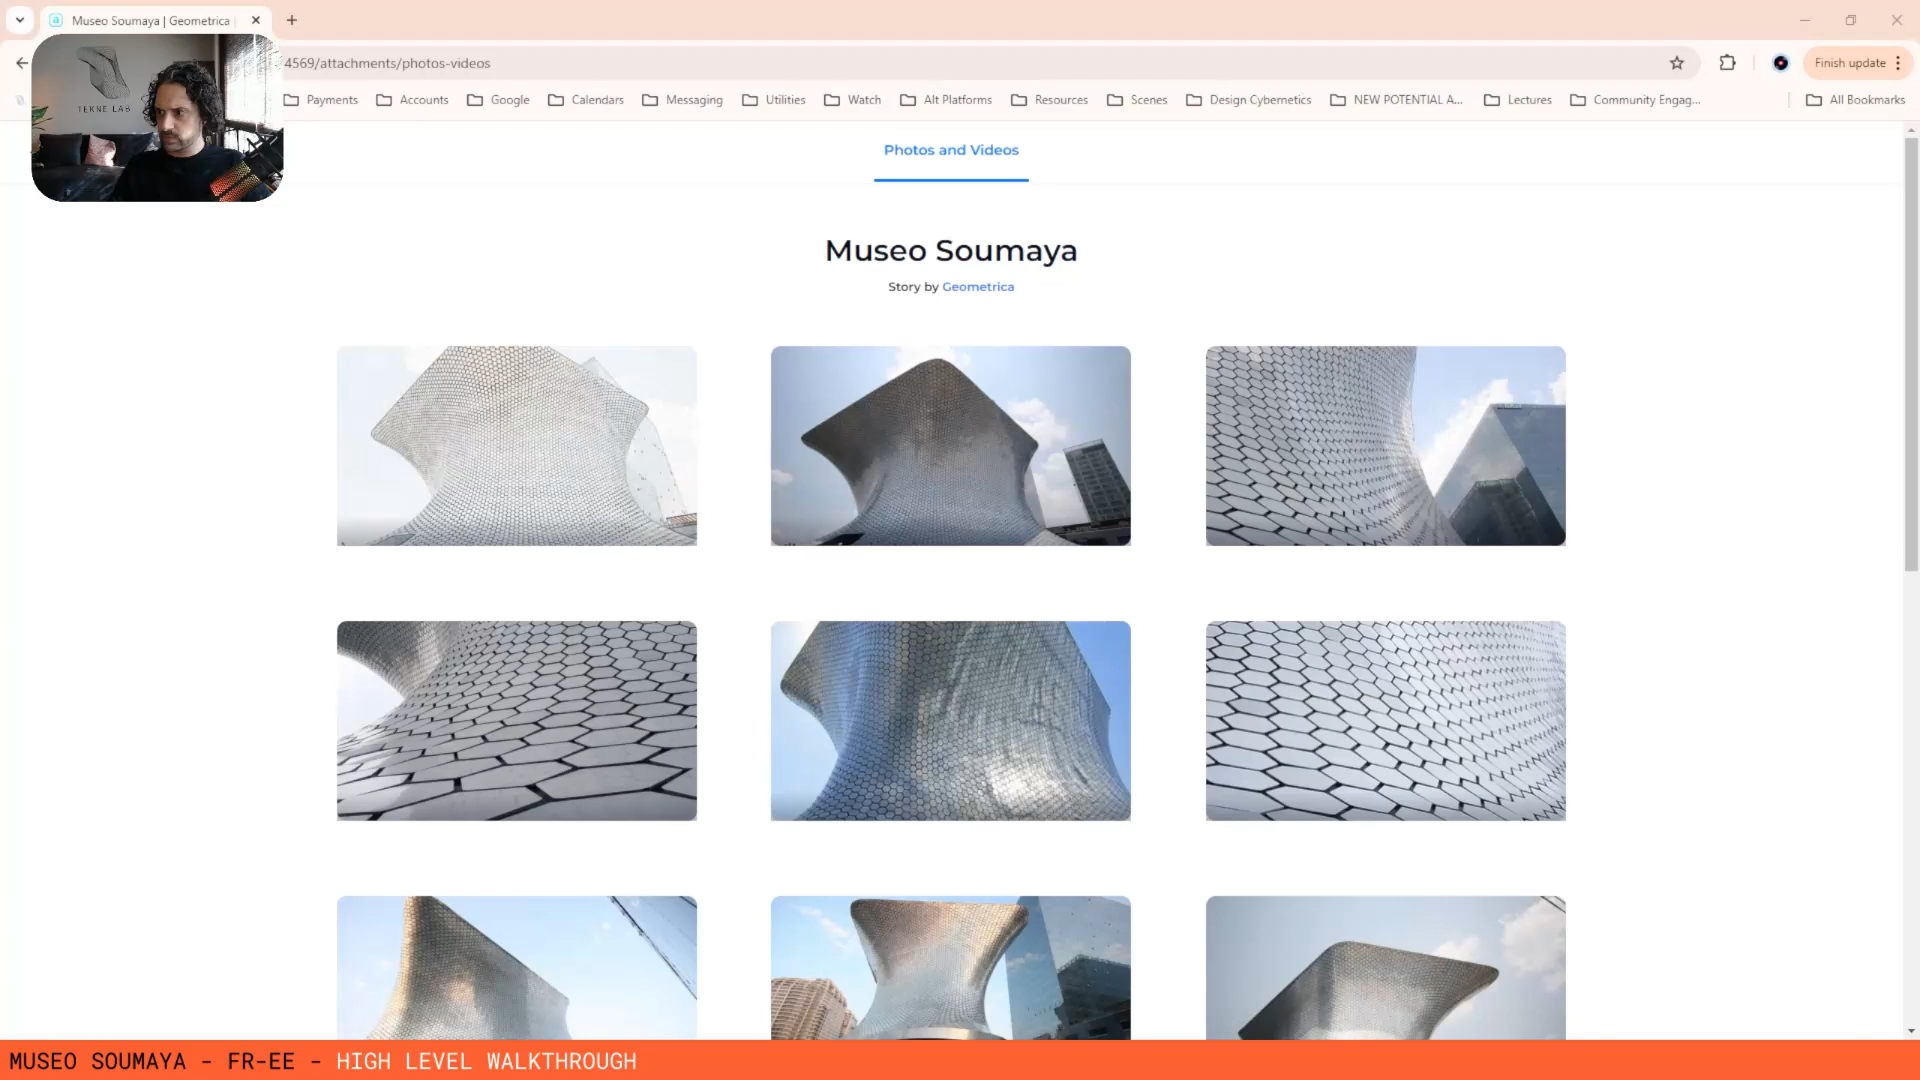 Museo Soumaya | Geometrica
Finish update
4569/attachments/photos-videos
TEKNE LAB
Payments
Accounts
Google
Calendars
Messaging
Utilities
Watch
Alt Platforms
Resources
Scenes
Design Cybernetics
NEW POTENTIAL A...
Lectures
Community Engag...
All Bookmarks
Photos and Videos
Museo Soumaya
Story by Geometrica
MUSEO SOUMAYA - FR-EE - HIGH LEVEL WALKTHROUGH